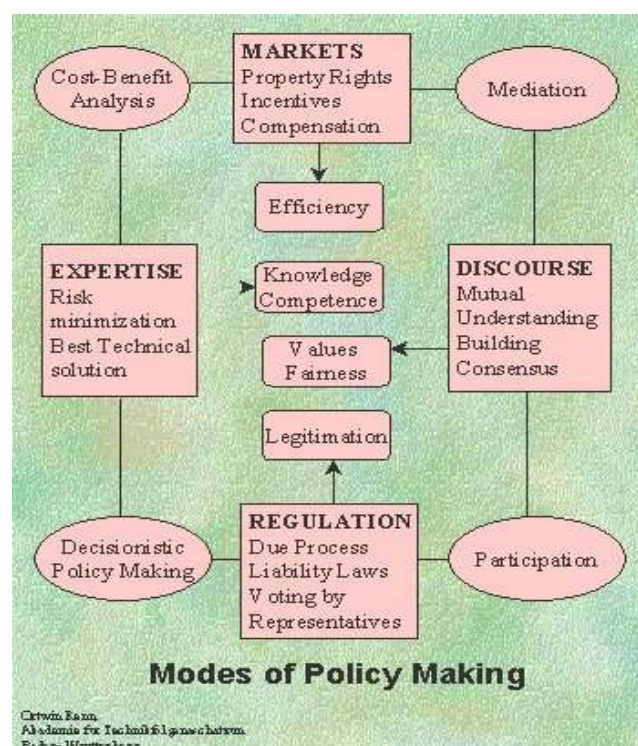 MARKETS
Property Rights
Incentives
Compensation
Cost-Benefit
Analysis
Mediation
Efficiency
EXPERTISE
Risk
minimization
Best Technical
solution
Knowledge
Competence
DISCOURSE
Mutual
Understanding
Building
Consensus
Values
Fairness
Legitimation
REGULATION
Due Process
Liability Laws
Voting by
Representatives
Decisionistic
Policy Making
Participation
Modes of Policy Making
Akademie für